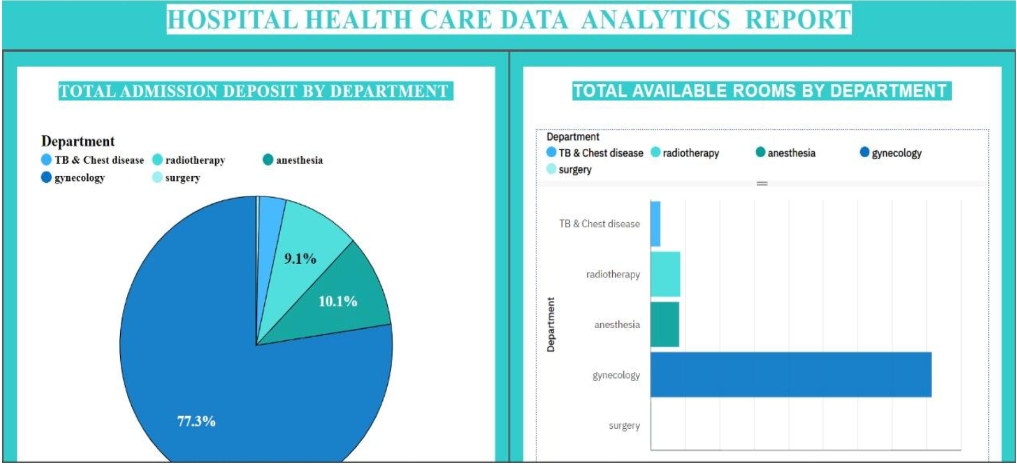 HOSPITAL HEALTH CARE DATA ANALYTICS REPORT
TOTAL ADMISSION DEPOSIT BY DEPARTMENT
Department
TB & Chest disease radiotherapy anesthesia
gynecology surgery
9.1%
10.1%
77.3%
TOTAL AVAILABLE ROOMS BY DEPARTMENT
Department
TB & Chest disease radiotherapy anesthesia gynecology
surgery
TB & Chest disease
radiotherapy
anesthesia
gynecology
surgery
Department